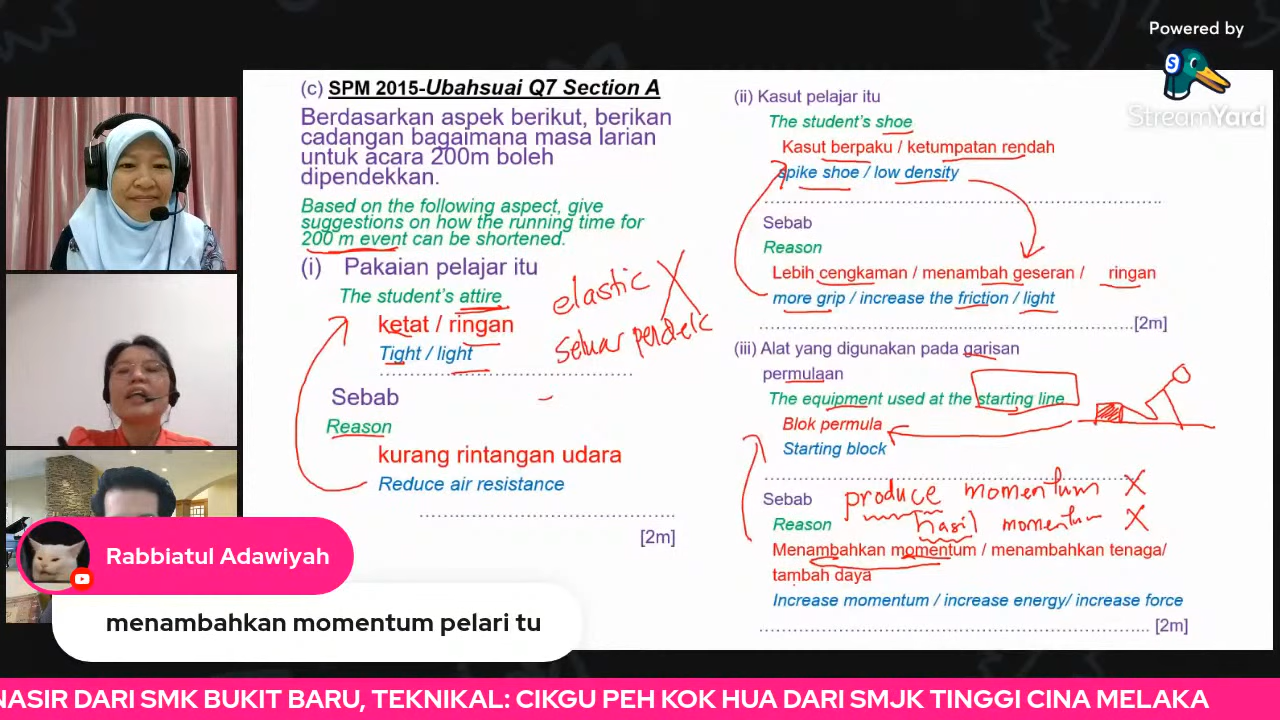 Powered by
S
StreamYard
(c) SPM 2015-Ubahsuai Q7 Section A
Berdasarkan aspek berikut, berikan
cadangan bagaimana masa larian
untuk acara 200m boleh
dipendekkan.
Based on the following aspect, give
suggestions on how the running time for
200 m event can be shortened.
(i) Pakaian pelajar itu
The student's attire
ketat / ringan
Tight / light
elastic X
seluar pendek
Sebab
Reason
kurang rintangan udara
Reduce air resistance
[2m]
(ii) Kasut pelajar itu
The student's shoe
Kasut berpaku / ketumpatan rendah
spike shoe / low density
Sebab
Reason
Lebih cengkaman / menambah geseran / ringan
more grip / increase the friction / light
[2m]
(iii) Alat yang digunakan pada garisan
permulaan
The equipment used at the starting line
Blok permula
Starting block
Sebab
produce momentum X
Reason
hasil momentum X
Menambahkan momentum / menambahkan tenaga/
tambah daya
Increase momentum / increase energy/ increase force
[2m]
Rabbiatul Adawiyah
menambahkan momentum pelari tu
NASIR DARI SMK BUKIT BARU, TEKNIKAL: CIKGU PEH KOK HUA DARI SMJK TINGGI CINA MELAKA